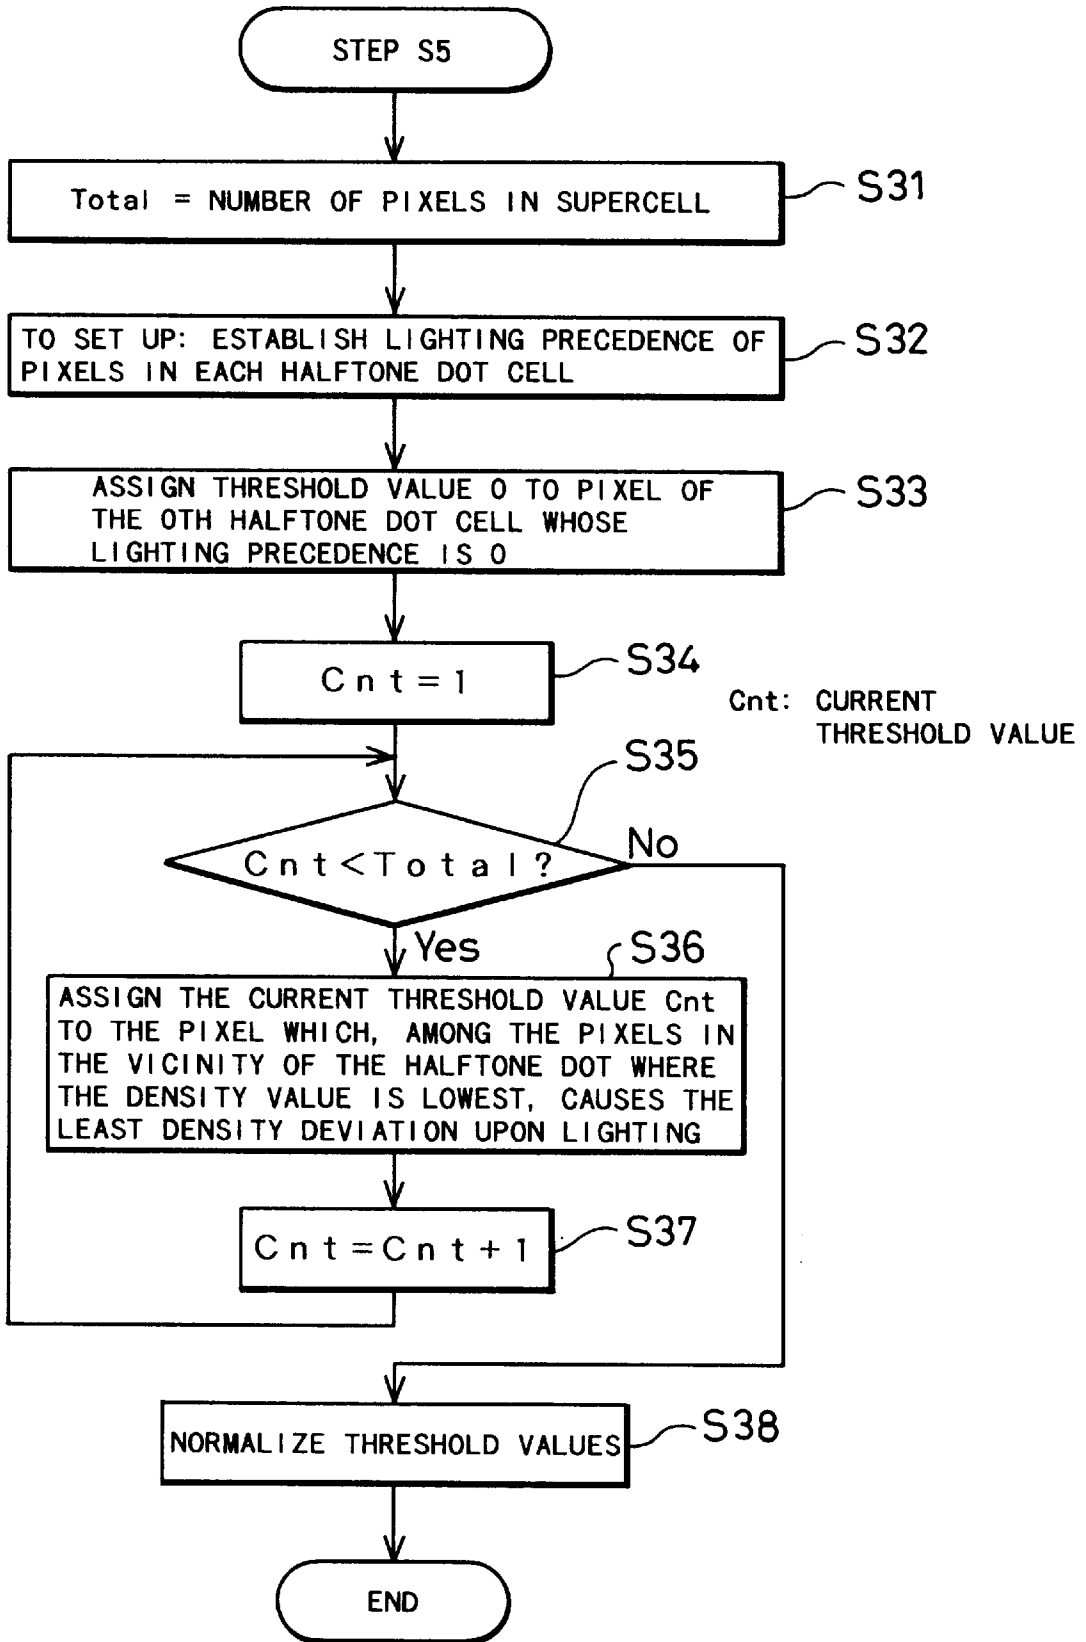 STEP S5
Total = NUMBER OF PIXELS IN SUPERCELL
S31
TO SET UP: ESTABLISH LIGHTING PRECEDENCE OF
PIXELS IN EACH HALFTONE DOT CELL
S32
ASSIGN THRESHOLD VALUE 0 TO PIXEL OF
THE 0TH HALFTONE DOT CELL WHOSE
LIGHTING PRECEDENCE IS 0
S33
Cnt=1
S34
Cnt: CURRENT
THRESHOLD VALUE
S35
Cnt<Total?
No
Yes
S36
ASSIGN THE CURRENT THRESHOLD VALUE Cnt
TO THE PIXEL WHICH, AMONG THE PIXELS IN
THE VICINITY OF THE HALFTONE DOT WHERE
THE DENSITY VALUE IS LOWEST, CAUSES THE
LEAST DENSITY DEVIATION UPON LIGHTING
Cnt=Cnt+1
S37
NORMALIZE THRESHOLD VALUES
S38
END